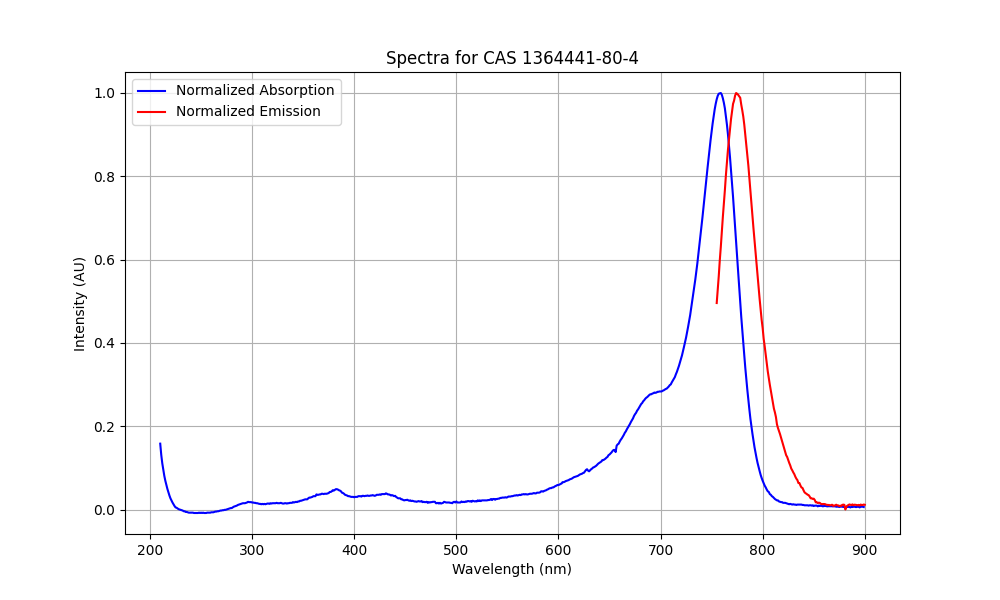 Spectra for CAS 1364441-80-4
Normalized Absorption
Normalized Emission
Intensity (AU)
1.0
0.8
0.6
0.4
0.2
0.0
200 300 400 500 600 700 800 900
Wavelength (nm)